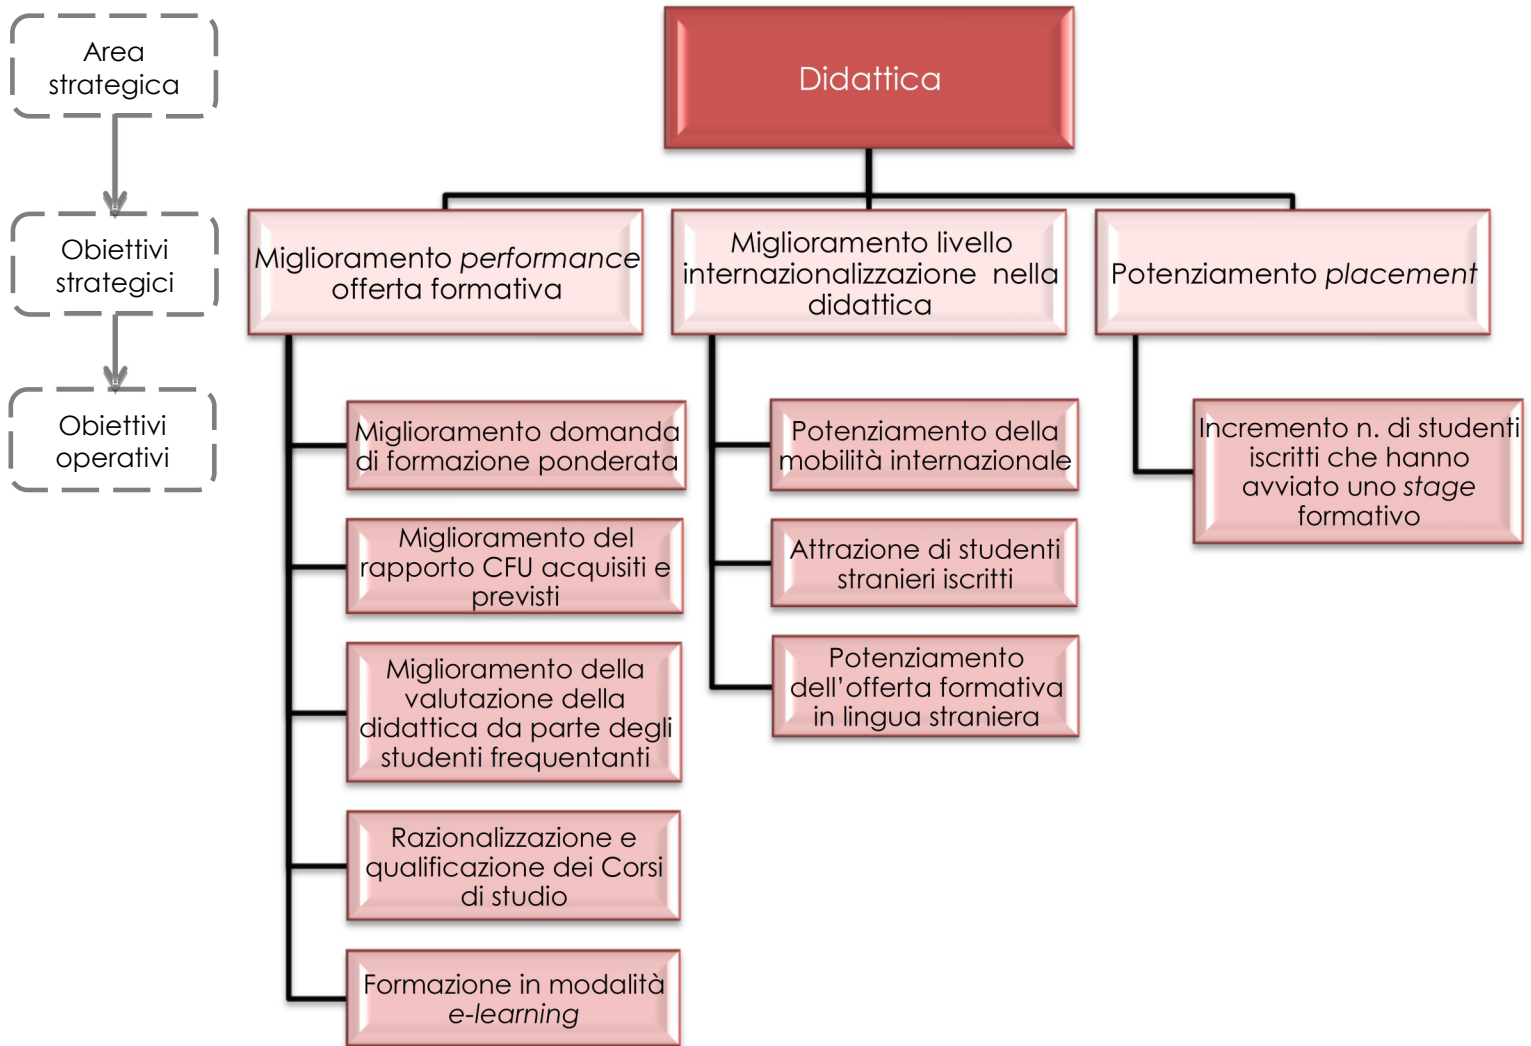 Area
strategica
Didattica
Obiettivi
strategici
Miglioramento performance
offerta formativa
Miglioramento livello
internazionalizzazione nella
didattica
Potenziamento placement
Obiettivi
operativi
Miglioramento domanda
di formazione ponderata
Miglioramento del
rapporto CFU acquisiti e
previsti
Miglioramento della
valutazione della
didattica da parte degli
studenti frequentanti
Razionalizzazione e
qualificazione dei Corsi
di studio
Formazione in modalità
e-learning
Potenziamento della
mobilità internazionale
Attrazione di studenti
stranieri iscritti
Potenziamento
dell’offerta formativa
in lingua straniera
Incremento n. di studenti
iscritti che hanno
avviato uno stage
formativo